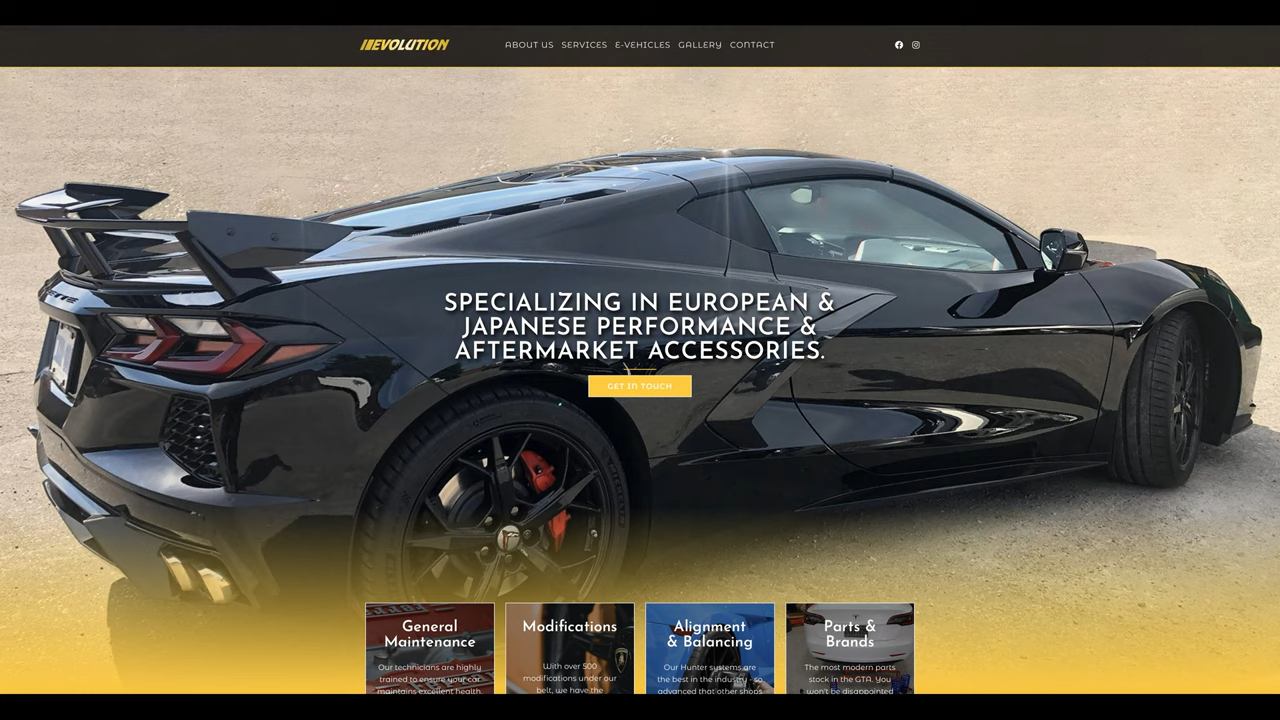 EVOLUTION
ABOUT US SERVICES E-VEHICLES GALLERY CONTACT
SPECIALIZING IN EUROPEAN &
JAPANESE PERFORMANCE &
AFTERMARKET ACCESSORIES.
GET IN TOUCH
General
Maintenance
Our technicians are highly
trained to ensure your car
maintains excellent health.
Modifications
With over 500
modifications under our
belt, we have the
Alignment
& Balancing
Our Hunter systems are
the best in the industry - so
advanced that other shops
Parts &
Brands
The most modern parts
stock in the GTA. You
won't be disappointed